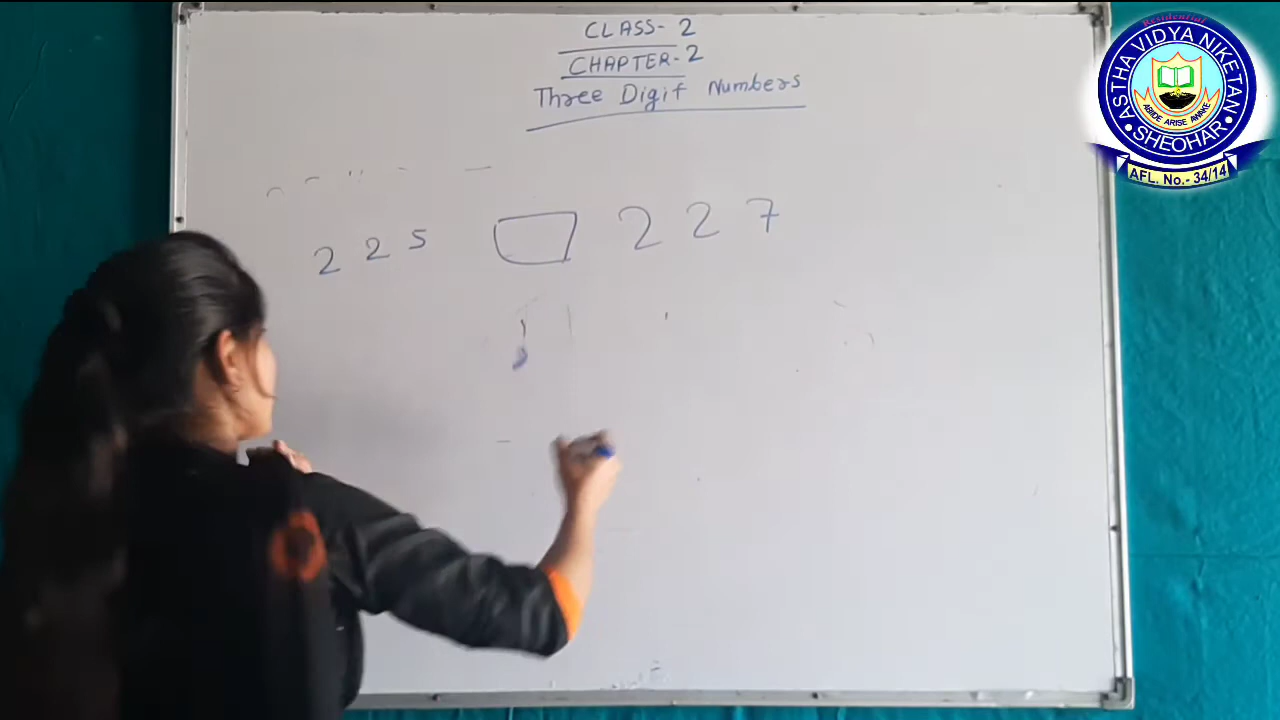 CLASS- 2
CHAPTER-2
Three Digit Numbers
2 2 5 2 2 7
Residential
ASTHA VIDYA NIKETAN
ABIDE ARISE AWAKE
SHEOHAR
AFL. No.- 34/14